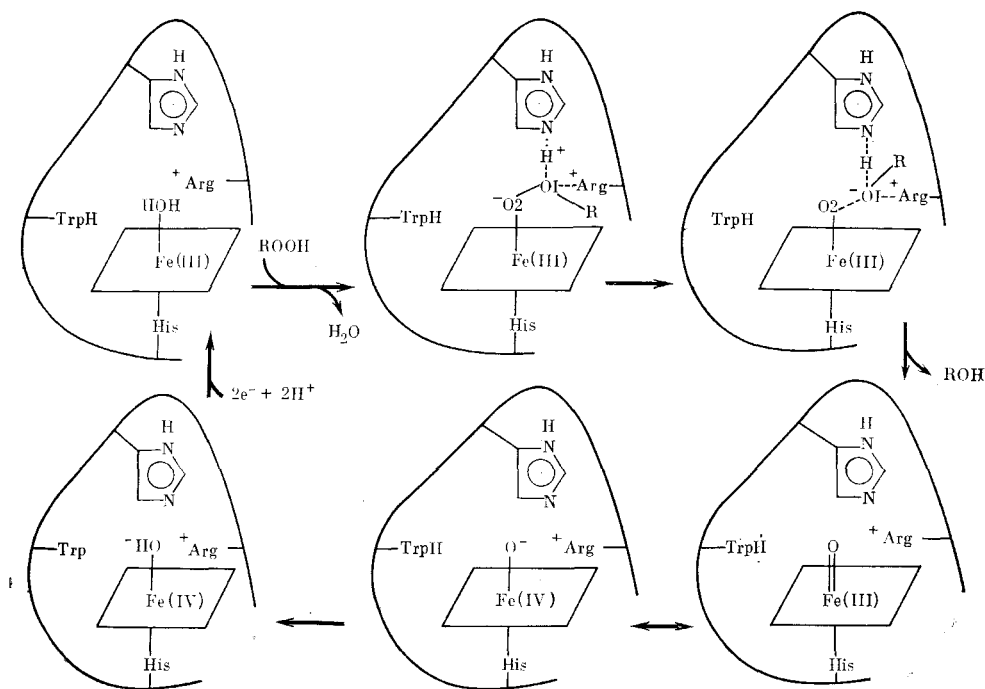 H
N
N
+Arg
TrpH
HOH
Fe(III)
His
ROOH
H2O
H
N
N
H+
O1
+Arg
R
−O2
TrpH
Fe(III)
His
H
N
N
H
R
−O1
+Arg
O2
TrpH
Fe(III)
His
ROH
2e− + 2H+
H
N
N
Trp
−HO
+Arg
Fe(IV)
His
H
N
N
TrpH
O−
+Arg
Fe(IV)
His
H
N
N
TrpH
O
+Arg
Fe(III)
His